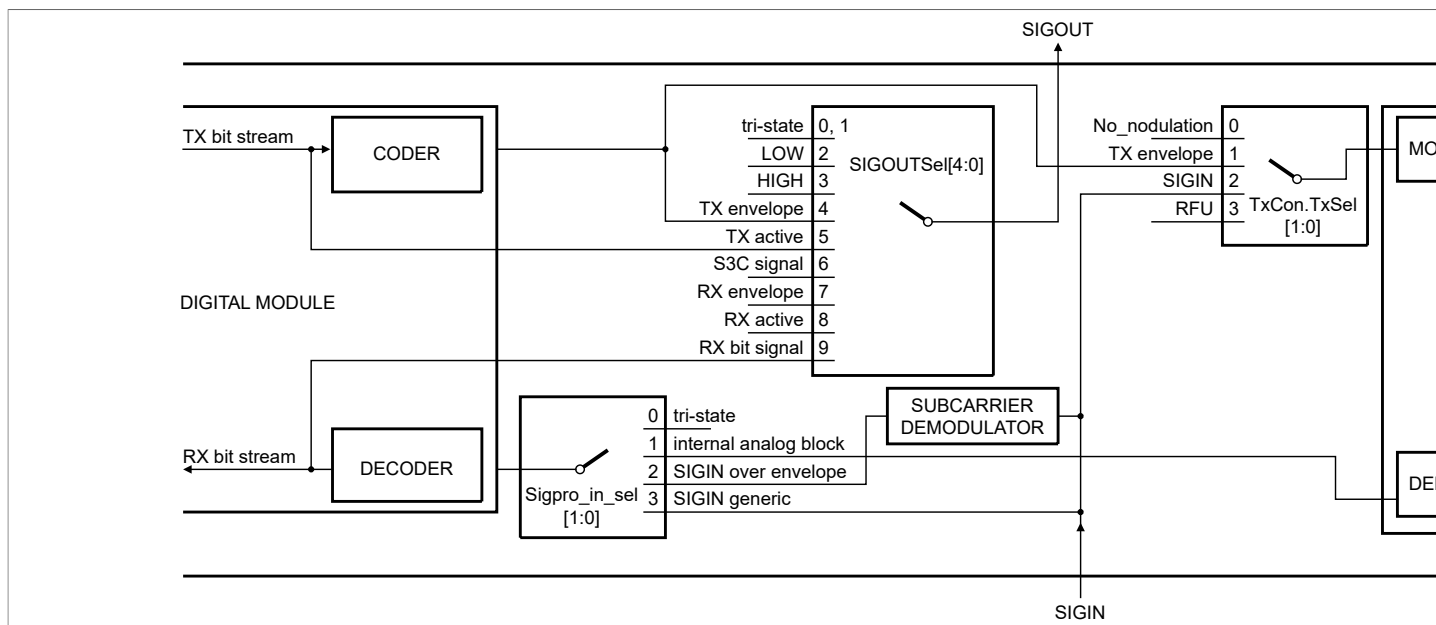 SIGOUT
TX bit stream
CODER
DIGITAL MODULE
RX bit stream
DECODER
tri-state 0, 1
LOW 2
HIGH 3
TX envelope 4
TX active 5
S3C signal 6
RX envelope 7
RX active 8
RX bit signal 9
SIGOUTSel[4:0]
No_nodulation 0
TX envelope 1
SIGIN 2
RFU 3
TxCon.TxSel
[1:0]
MO
SUBCARRIER
DEMODULATOR
0 tri-state
1 internal analog block
2 SIGIN over envelope
3 SIGIN generic
Sigpro_in_sel
[1:0]
SIGIN